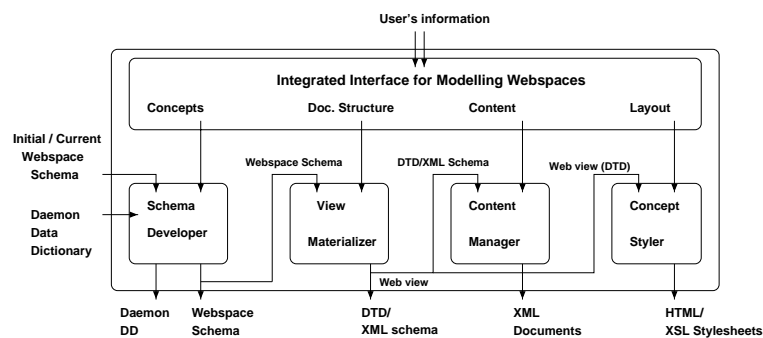 User's information
Integrated Interface for Modelling Webspaces
Concepts
Doc. Structure
Content
Layout
Initial / Current
Webspace
Schema
Webspace Schema
DTD/XML Schema
Web view (DTD)
Daemon
Data
Dictionary
Schema
Developer
View
Materializer
Content
Manager
Concept
Styler
Web view
Daemon
DD
Webspace
Schema
DTD/
XML schema
XML
Documents
HTML/
XSL Stylesheets